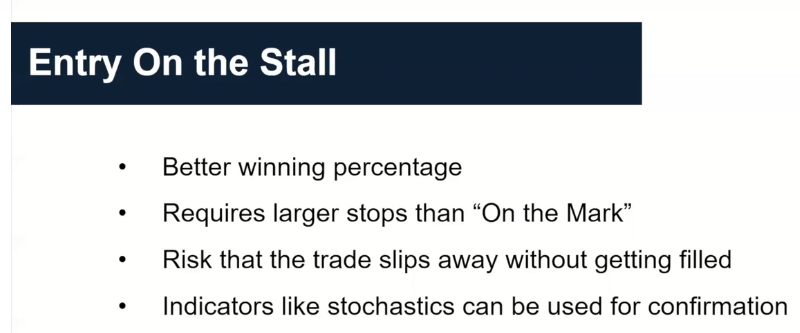 Entry On the Stall
• Better winning percentage
• Requires larger stops than “On the Mark”
• Risk that the trade slips away without getting filled
• Indicators like stochastics can be used for confirmation